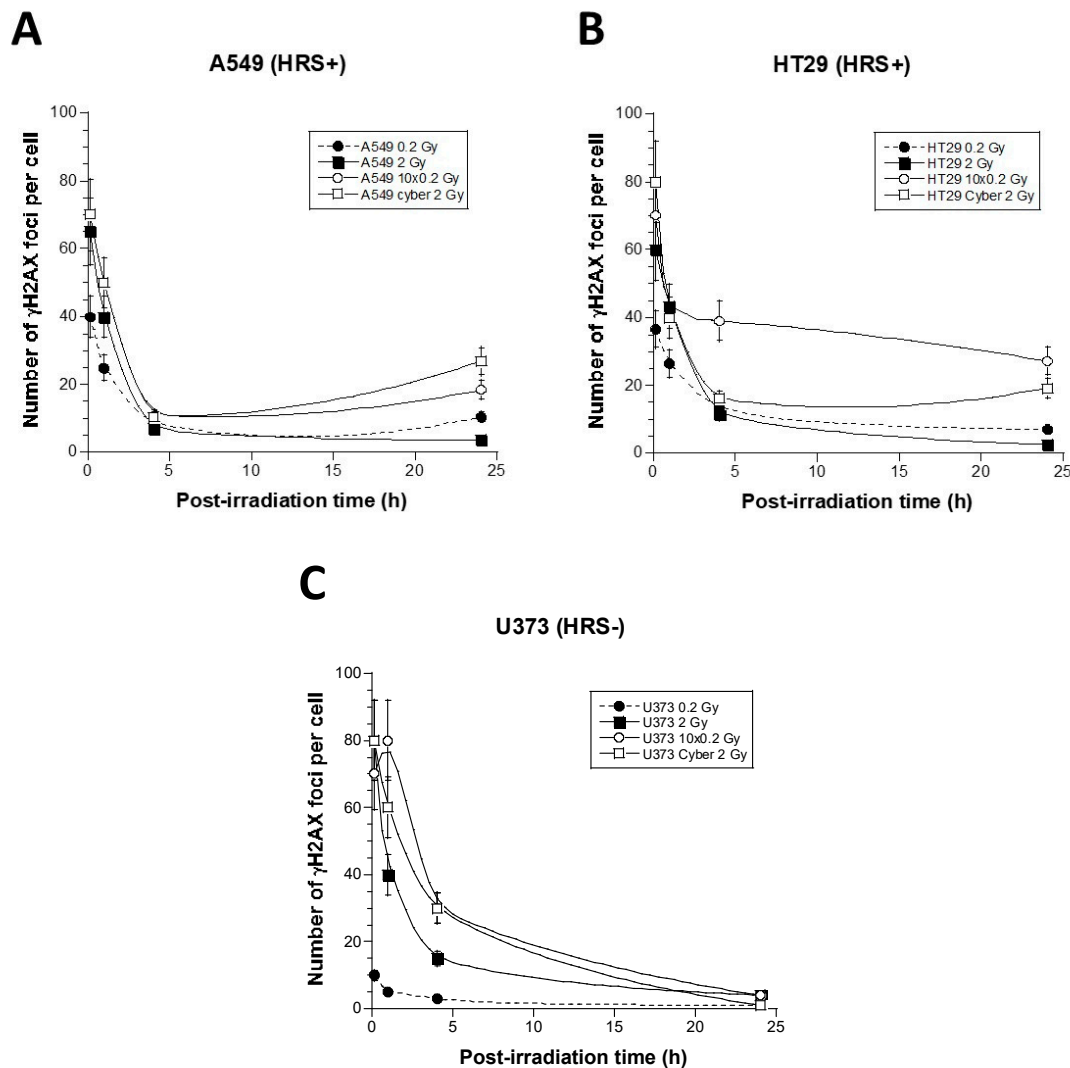 A
A549 (HRS+)
Number of γH2AX foci per cell
100
80
60
40
20
0
A549 0.2 Gy
A549 2 Gy
A549 10x0.2 Gy
A549 cyber 2 Gy
0 5 10 15 20 25
Post-irradiation time (h)
B
HT29 (HRS+)
Number of γH2AX foci per cell
100
80
60
40
20
0
HT29 0.2 Gy
HT29 2 Gy
HT29 10x0.2 Gy
HT29 Cyber 2 Gy
0 5 10 15 20 25
Post-irradiation time (h)
C
U373 (HRS-)
Number of γH2AX foci per cell
100
80
60
40
20
0
U373 0.2 Gy
U373 2 Gy
U373 10x0.2 Gy
U373 Cyber 2 Gy
0 5 10 15 20 25
Post-irradiation time (h)